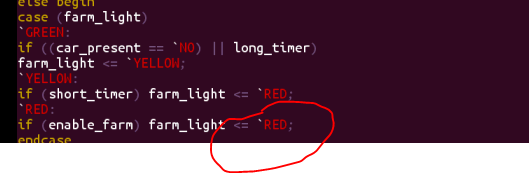 else begin
case (farm_light)
`GREEN:
if ((car_present == `NO) || long_timer)
farm_light <= `YELLOW;
`YELLOW:
if (short_timer) farm_light <= `RED;
`RED:
if (enable_farm) farm_light <= `RED;
endcase